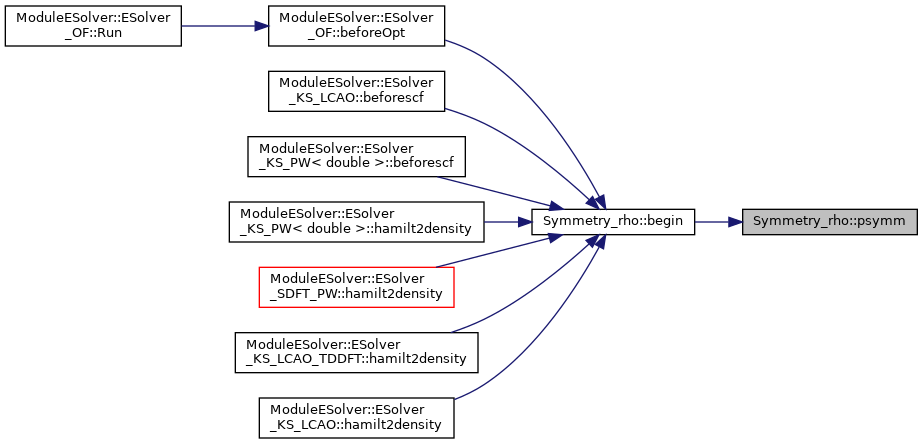 ModuleESolver::ESolver
_OF::Run
ModuleESolver::ESolver
_OF::beforeOpt
ModuleESolver::ESolver
_KS_LCAO::beforescf
ModuleESolver::ESolver
_KS_PW< double >::beforescf
ModuleESolver::ESolver
_KS_PW< double >::hamilt2density
ModuleESolver::ESolver
_SDFT_PW::hamilt2density
ModuleESolver::ESolver
_KS_LCAO_TDDFT::hamilt2density
ModuleESolver::ESolver
_KS_LCAO::hamilt2density
Symmetry_rho::begin
Symmetry_rho::psymm